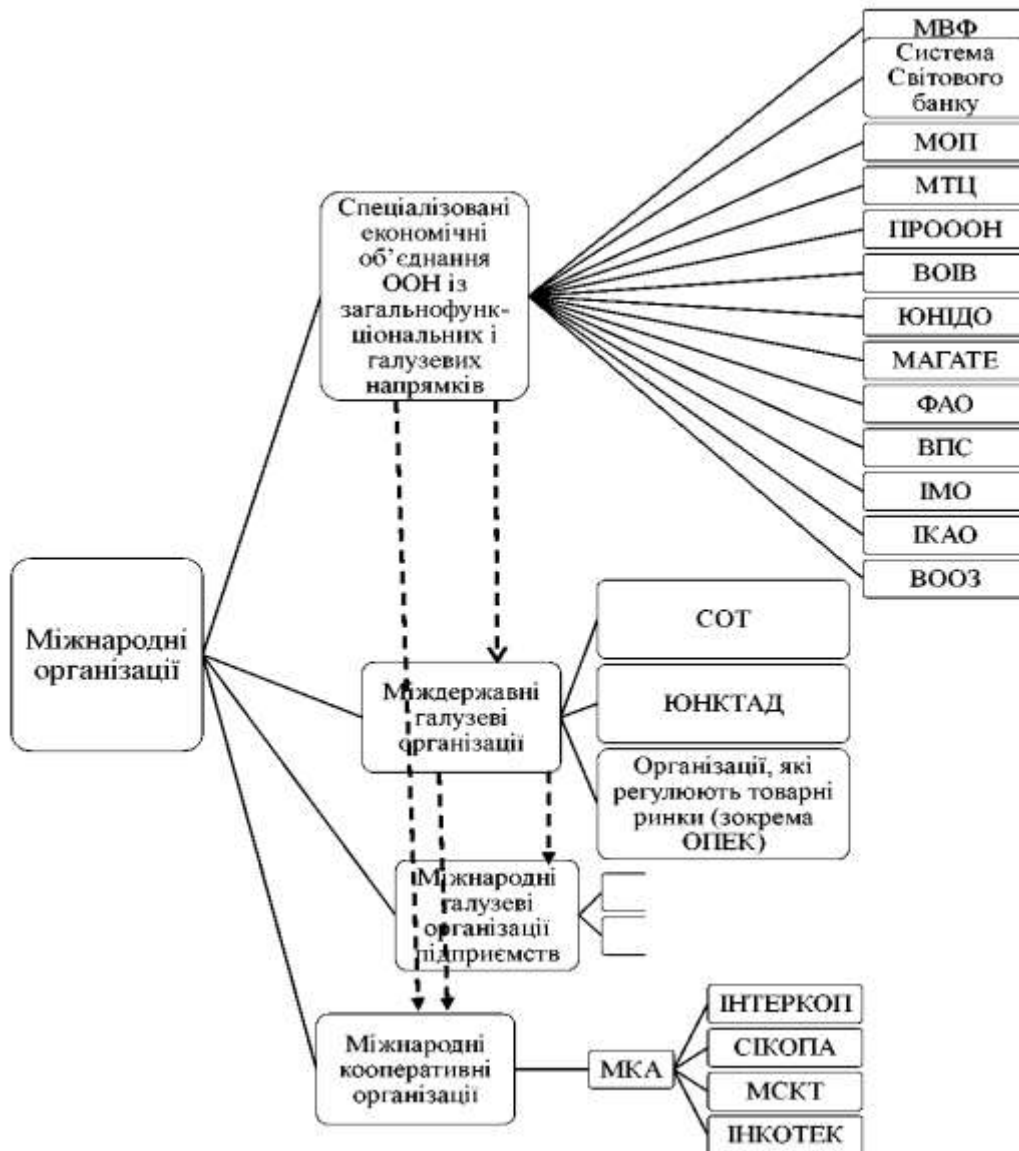 МВФ
Система
Світового
банку
МОП
МТЦ
ПРОООН
ВОІВ
ЮНІДО
МАГАТЕ
ФАО
ВПС
ІМО
ІКАО
ВООЗ
Спеціалізовані
економічні
об’єднання
ООН із
загальнофунк-
ціональних і
галузевих
напрямків
Міжнародні
організації
Міждержавні
галузеві
організації
СОТ
ЮНКТАД
Організації, які
регулюють товарні
ринки (зокрема
ОПЕК)
Міжнародні
галузеві
організації
підприємств
Міжнародні
кооперативні
організації
МКА
ІНТЕРКОП
СІКОПА
МСКТ
ІНКОТЕК